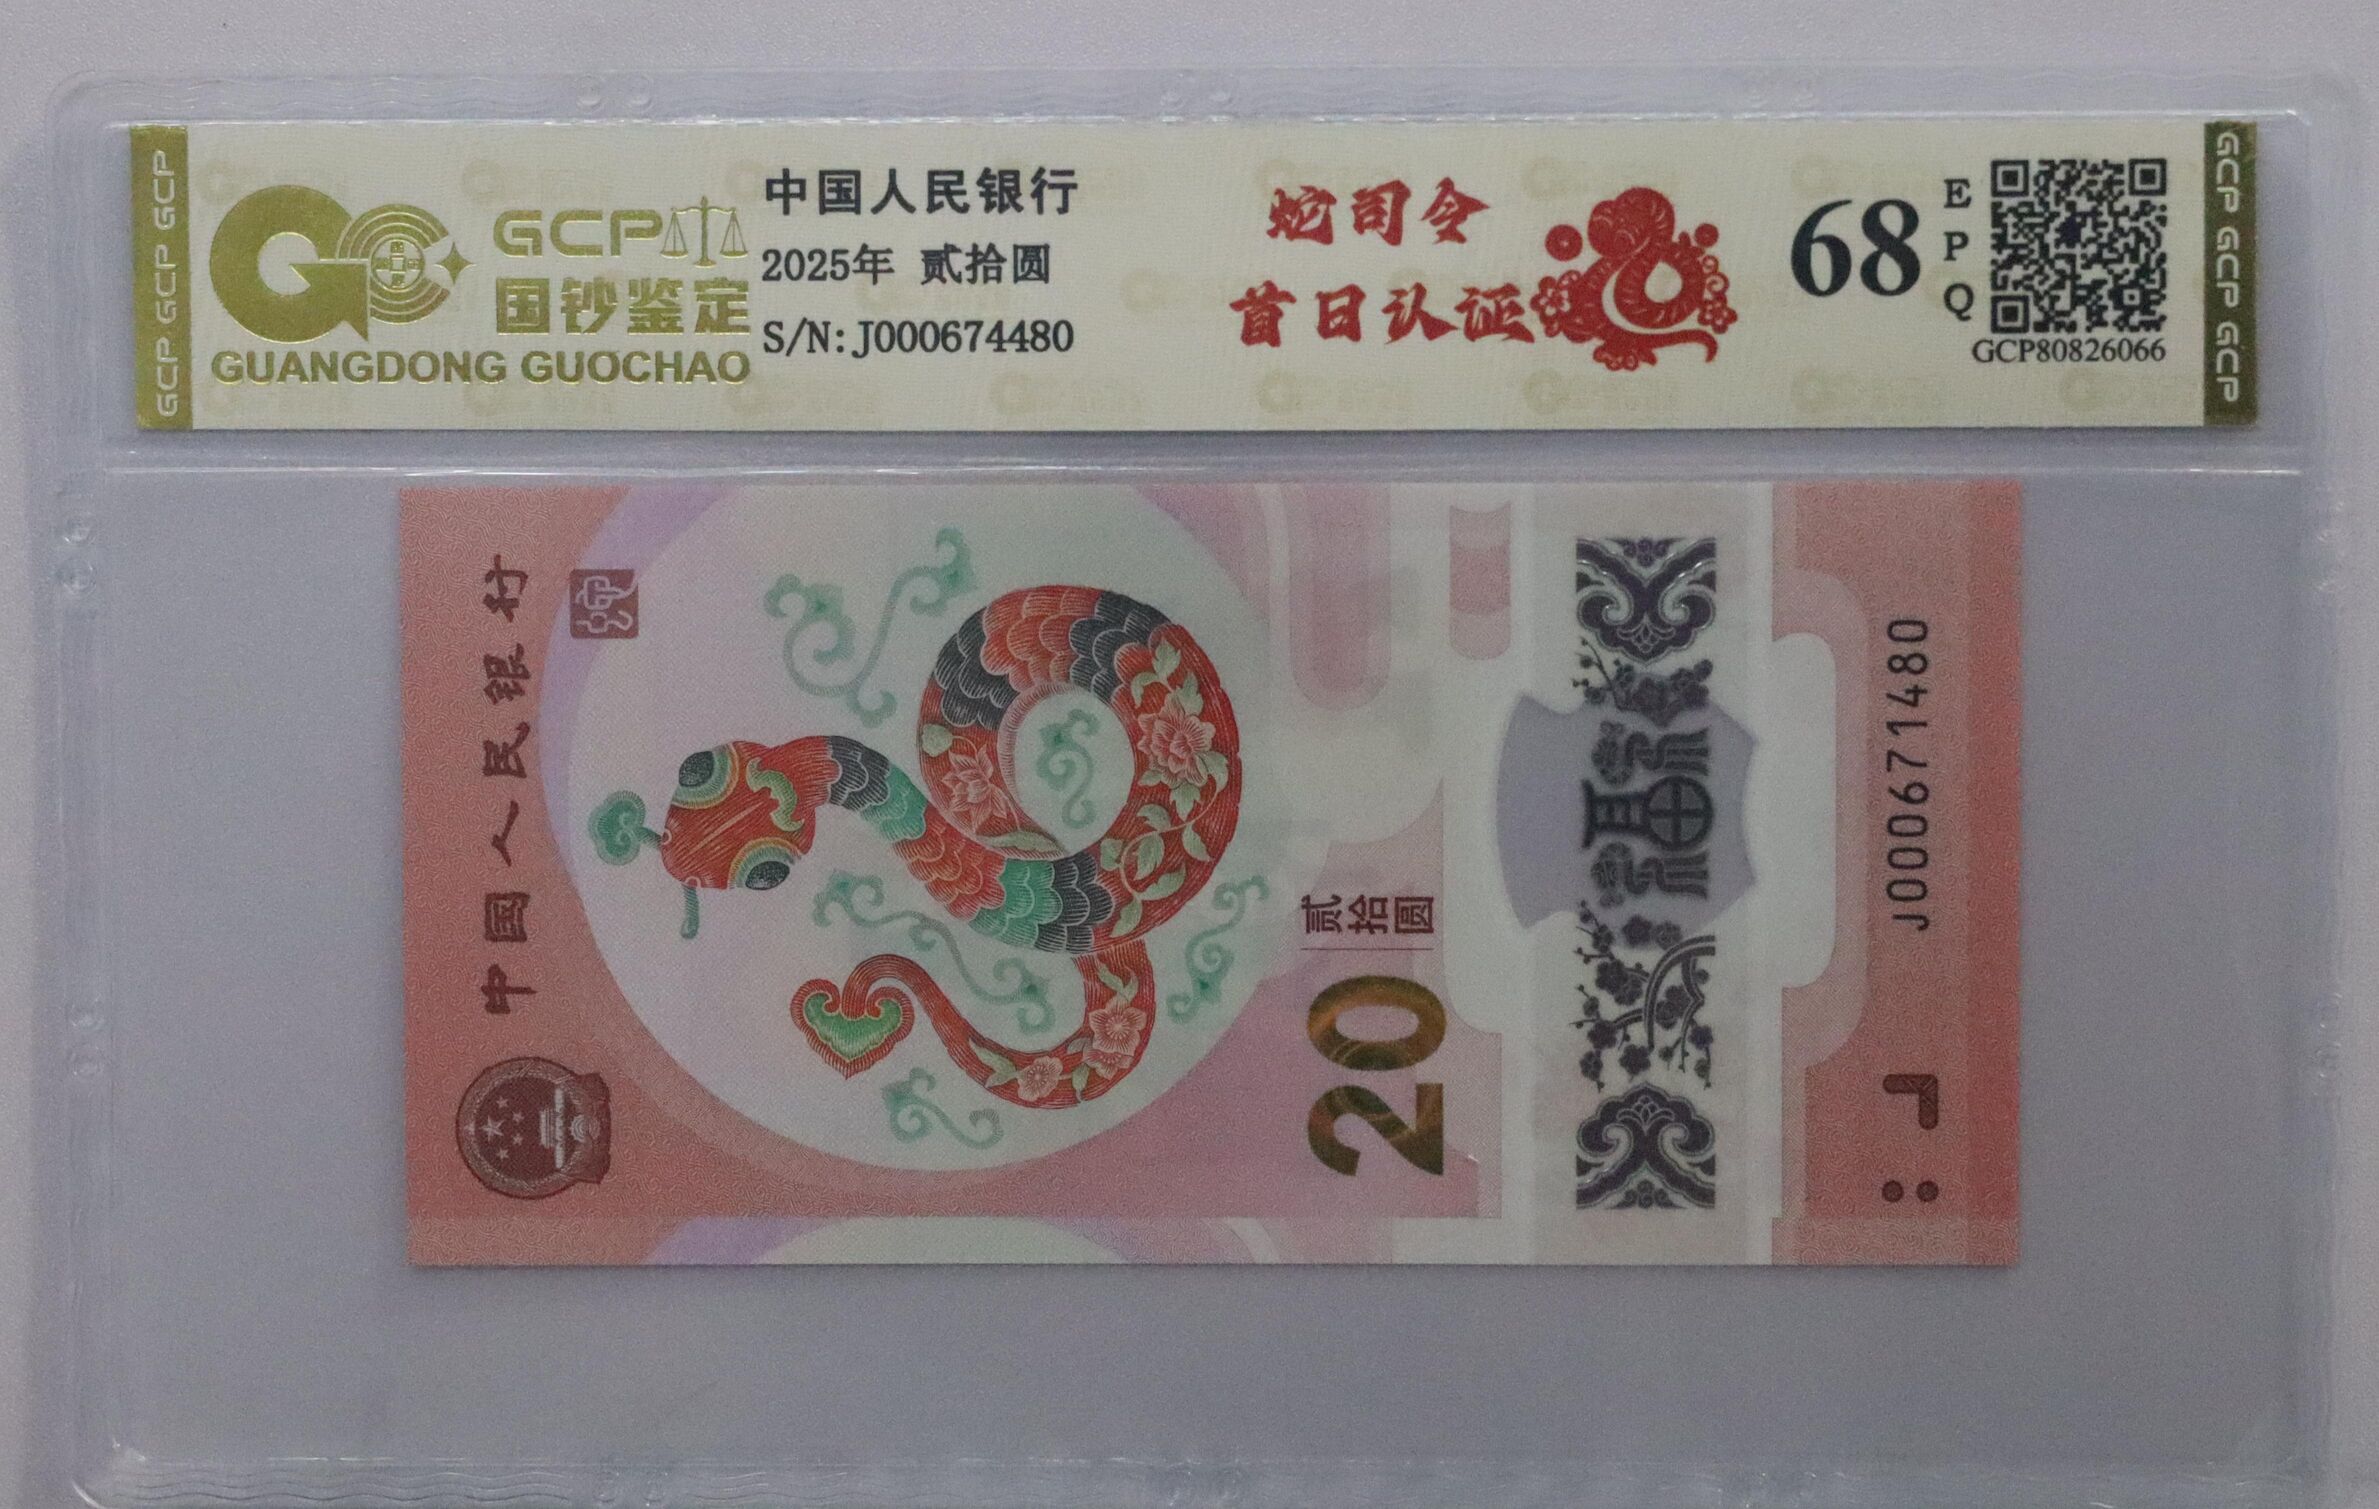 GCP GCP GCP
GCP
国钞鉴定
GUANGDONG GUOCHAO
中国人民银行
2025年 贰拾圆
S/N:J000674480
蛇司令
首日认证
68
EPQ
GCP80826066
GCP GCP GCP
中国人民银行
20
贰拾圆
福
J000671480